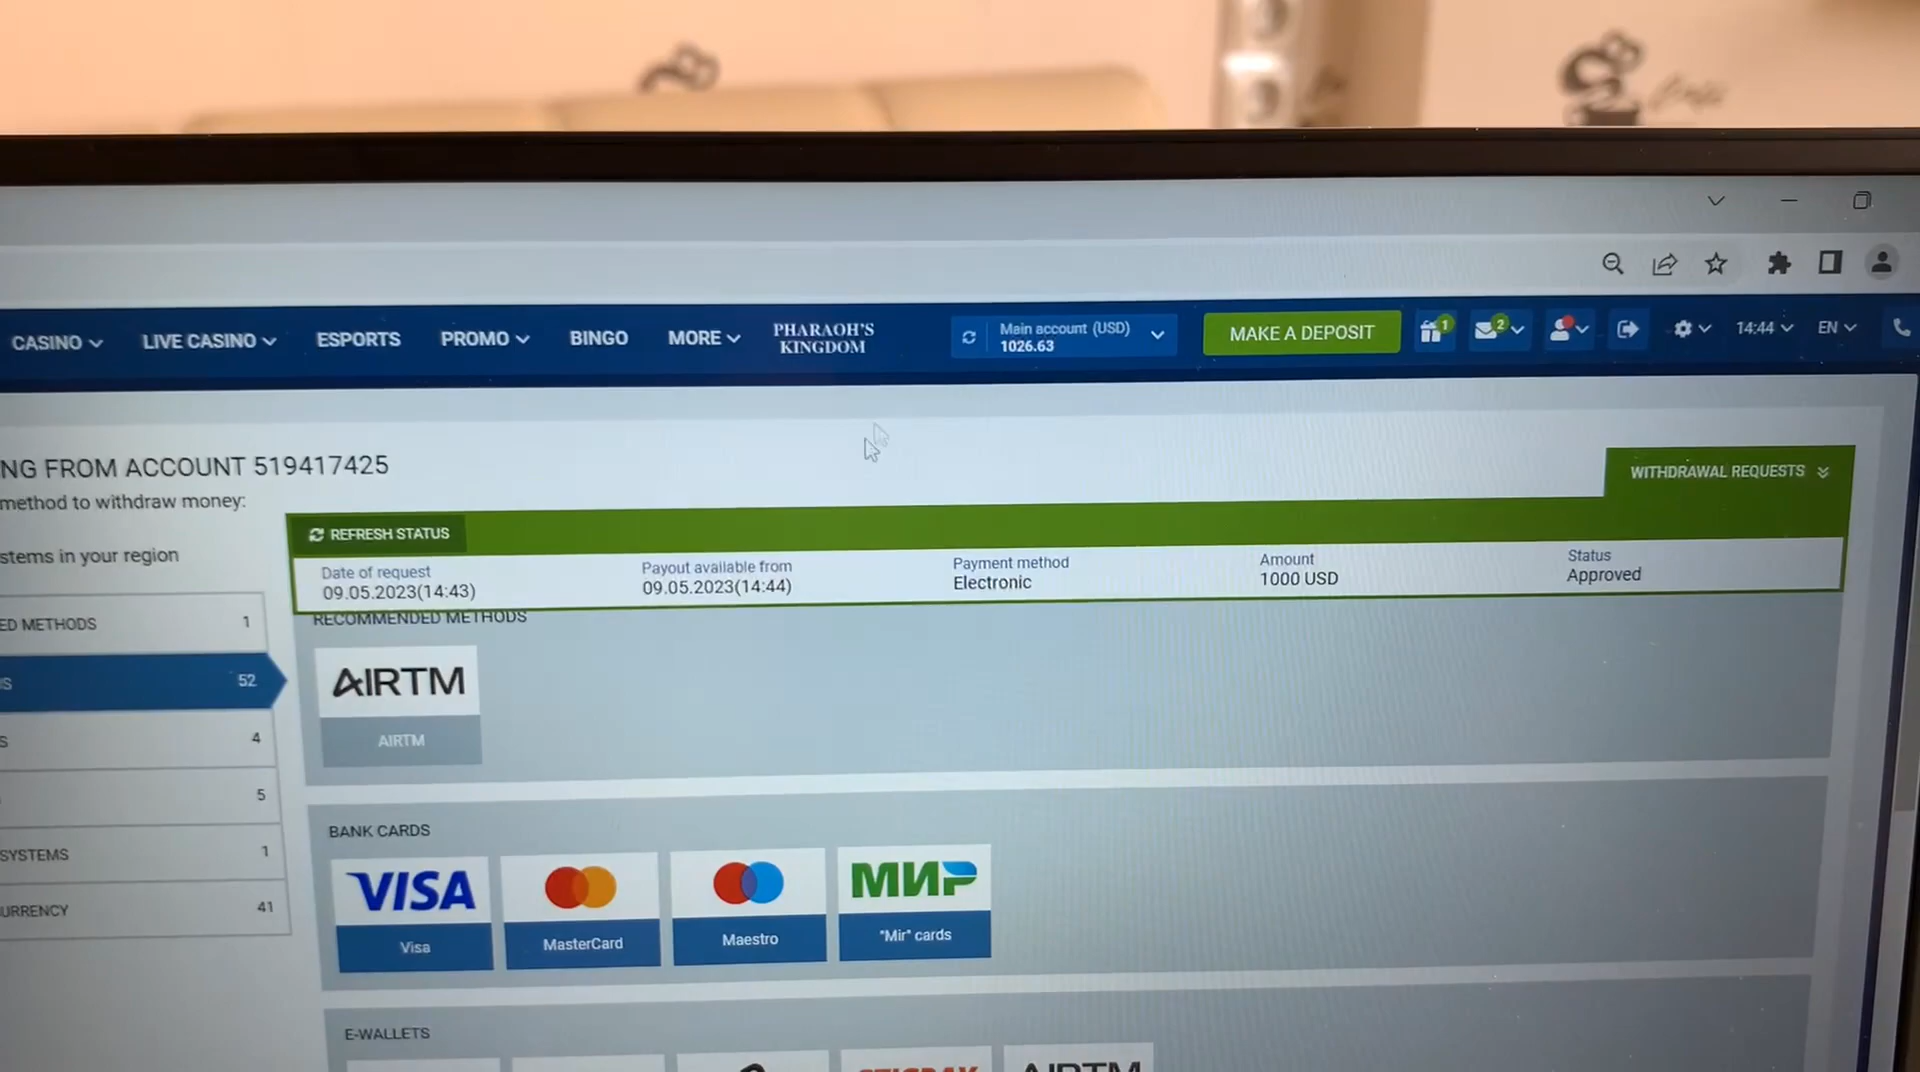 CASINO LIVE CASINO ESPORTS PROMO BINGO MORE PHARAOH'S KINGDOM Main account (USD) 1026.63 MAKE A DEPOSIT 1 2 14:44 EN
NG FROM ACCOUNT 519417425
method to withdraw money:
WITHDRAWAL REQUESTS
REFRESH STATUS
stems in your region
Date of request Payout available from Payment method Amount Status
09.05.2023(14:43) 09.05.2023(14:44) Electronic 1000 USD Approved
RECOMMENDED METHODS
ED METHODS 1
S 52
S 4
5
SYSTEMS 1
URRENCY 41
AIRTM
AIRTM
BANK CARDS
VISA МИР
Visa MasterCard Maestro "Mir" cards
E-WALLETS
AIRTM